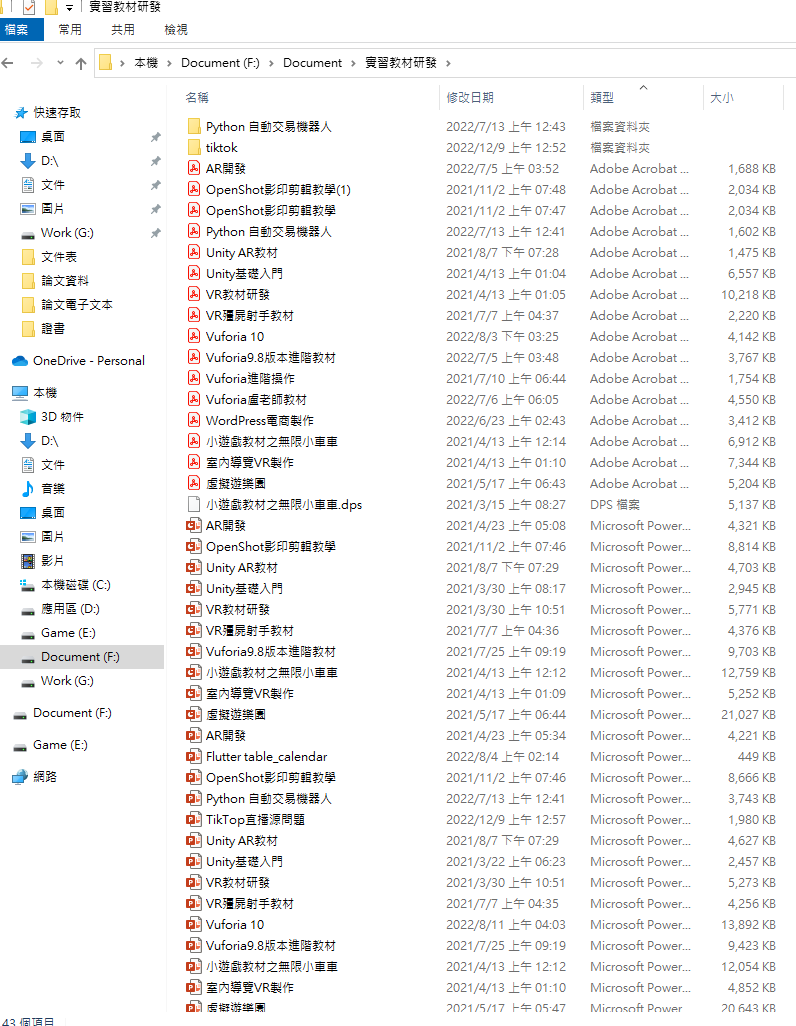 實習教材研發
檔案 常用 共用 檢視
本機 › Document (F:) › Document › 實習教材研發 ›
名稱 修改日期 類型 大小
快速存取
桌面
D:\
文件
圖片
Work (G:)
文件表
論文資料
論文電子文本
證書
OneDrive - Personal
本機
3D 物件
D:\
文件
音樂
桌面
圖片
影片
本機磁碟 (C:)
應用區 (D:)
Game (E:)
Document (F:)
Work (G:)
Document (F:)
Game (E:)
網路
Python 自動交易機器人 2022/7/13 上午 12:43 檔案資料夾
tiktok 2022/12/9 上午 12:52 檔案資料夾
AR開發 2022/7/5 上午 03:52 Adobe Acrobat ... 1,688 KB
OpenShot影印剪輯教學(1) 2021/11/2 上午 07:48 Adobe Acrobat ... 2,034 KB
OpenShot影印剪輯教學 2021/11/2 上午 07:47 Adobe Acrobat ... 2,034 KB
Python 自動交易機器人 2022/7/13 上午 12:41 Adobe Acrobat ... 1,602 KB
Unity AR教材 2021/8/7 下午 07:28 Adobe Acrobat ... 1,475 KB
Unity基礎入門 2021/4/13 上午 01:04 Adobe Acrobat ... 6,557 KB
VR教材研發 2021/4/13 上午 01:05 Adobe Acrobat ... 10,218 KB
VR殭屍射手教材 2021/7/7 上午 04:37 Adobe Acrobat ... 2,220 KB
Vuforia 10 2022/8/3 下午 03:25 Adobe Acrobat ... 4,142 KB
Vuforia9.8版本進階教材 2022/7/5 上午 03:48 Adobe Acrobat ... 3,767 KB
Vuforia進階操作 2021/7/10 上午 06:44 Adobe Acrobat ... 1,754 KB
Vuforia盧老師教材 2022/7/6 上午 06:05 Adobe Acrobat ... 4,550 KB
WordPress電商製作 2022/6/23 上午 02:43 Adobe Acrobat ... 3,412 KB
小遊戲教材之無限小車車 2021/4/13 上午 12:14 Adobe Acrobat ... 6,912 KB
室內導覽VR製作 2021/4/13 上午 01:10 Adobe Acrobat ... 7,344 KB
虛擬遊樂園 2021/5/17 上午 06:43 Adobe Acrobat ... 5,204 KB
小遊戲教材之無限小車車.dps 2021/3/15 上午 08:27 DPS 檔案 5,137 KB
AR開發 2021/4/23 上午 05:08 Microsoft Power... 4,321 KB
OpenShot影印剪輯教學 2021/11/2 上午 07:46 Microsoft Power... 8,814 KB
Unity AR教材 2021/8/7 下午 07:29 Microsoft Power... 4,703 KB
Unity基礎入門 2021/3/30 上午 08:17 Microsoft Power... 2,945 KB
VR教材研發 2021/3/30 上午 10:51 Microsoft Power... 5,771 KB
VR殭屍射手教材 2021/7/7 上午 04:36 Microsoft Power... 4,376 KB
Vuforia9.8版本進階教材 2021/7/25 上午 09:19 Microsoft Power... 9,703 KB
小遊戲教材之無限小車車 2021/4/13 上午 12:12 Microsoft Power... 12,759 KB
室內導覽VR製作 2021/4/13 上午 01:09 Microsoft Power... 5,252 KB
虛擬遊樂園 2021/5/17 上午 06:44 Microsoft Power... 21,027 KB
AR開發 2021/4/23 上午 05:34 Microsoft Power... 4,221 KB
Flutter table_calendar 2022/8/4 上午 02:14 Microsoft Power... 449 KB
OpenShot影印剪輯教學 2021/11/2 上午 07:46 Microsoft Power... 8,666 KB
Python 自動交易機器人 2022/7/13 上午 12:41 Microsoft Power... 3,743 KB
TikTop直播源問題 2022/12/9 上午 12:57 Microsoft Power... 1,980 KB
Unity AR教材 2021/8/7 下午 07:29 Microsoft Power... 4,627 KB
Unity基礎入門 2021/3/22 上午 06:23 Microsoft Power... 2,457 KB
VR教材研發 2021/3/30 上午 10:51 Microsoft Power... 5,273 KB
VR殭屍射手教材 2021/7/7 上午 04:35 Microsoft Power... 4,256 KB
Vuforia 10 2022/8/11 上午 04:03 Microsoft Power... 13,892 KB
Vuforia9.8版本進階教材 2021/7/25 上午 09:19 Microsoft Power... 9,423 KB
小遊戲教材之無限小車車 2021/4/13 上午 12:12 Microsoft Power... 12,054 KB
室內導覽VR製作 2021/4/13 上午 01:10 Microsoft Power... 4,852 KB
虛擬遊樂園 2021/5/17 上午 05:47 Microsoft Power... 20,643 KB
43 個項目